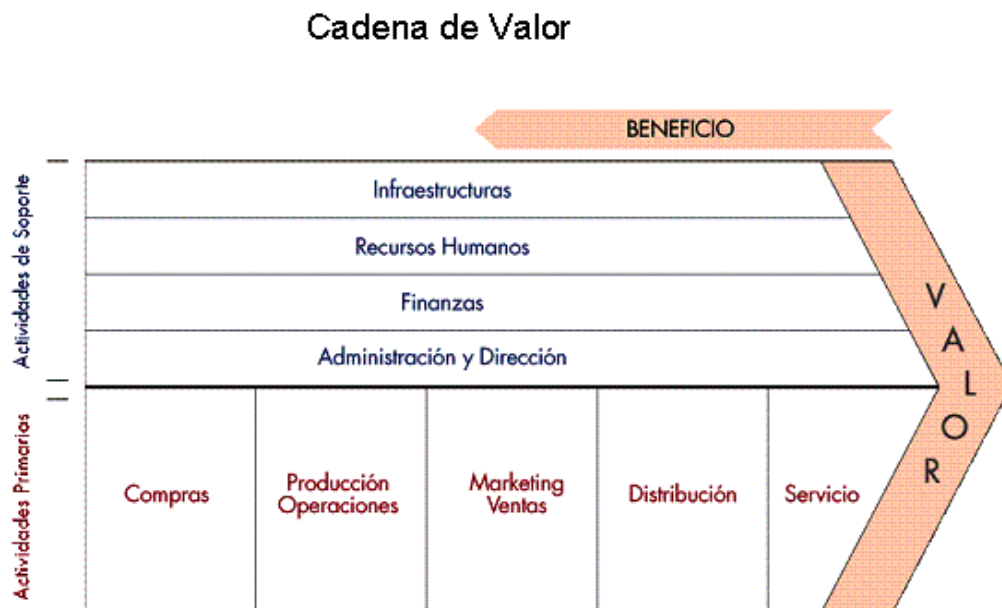 Cadena de Valor
BENEFICIO
Actividades de Soporte
Infraestructuras
Recursos Humanos
Finanzas
Administración y Dirección
VALOR
Actividades Primarias
Compras
Producción
Operaciones
Marketing
Ventas
Distribución
Servicio